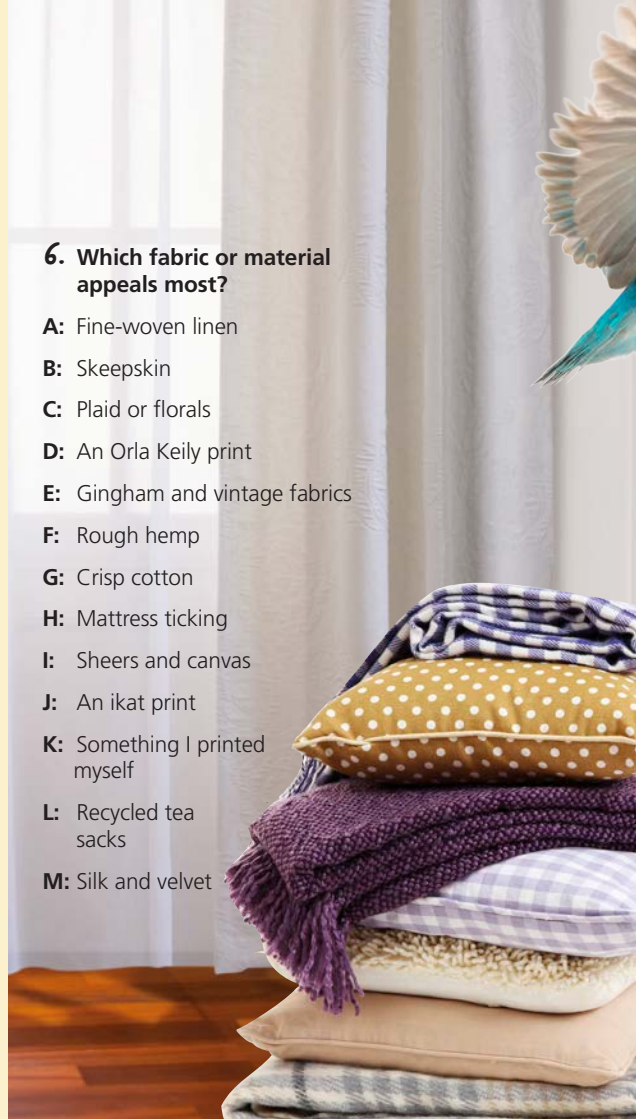 6. Which fabric or material
appeals most?
A: Fine-woven linen
B: Skeepskin
C: Plaid or florals
D: An Orla Keily print
E: Gingham and vintage fabrics
F: Rough hemp
G: Crisp cotton
H: Mattress ticking
I: Sheers and canvas
J: An ikat print
K: Something I printed
myself
L: Recycled tea
sacks
M: Silk and velvet